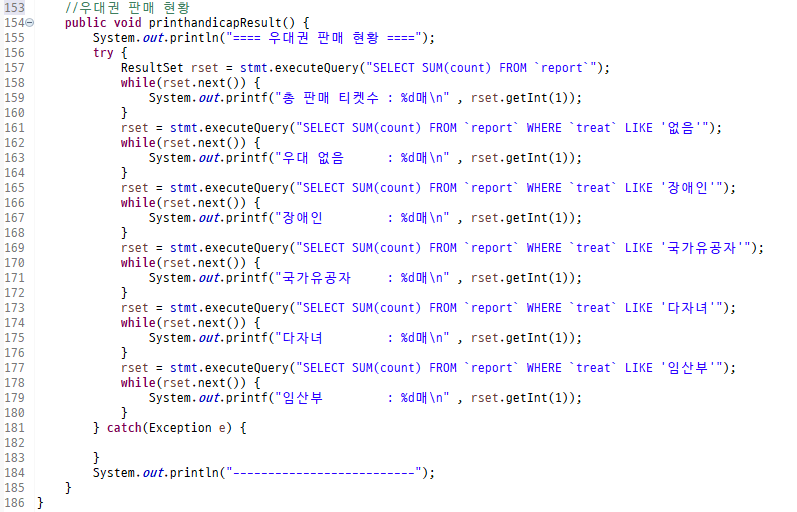 153 //우대권 판매 현황
154 public void printhandicapResult() {
155 System.out.println("==== 우대권 판매 현황 ====");
156 try {
157 ResultSet rset = stmt.executeQuery("SELECT SUM(count) FROM `report`");
158 while(rset.next()) {
159 System.out.printf("총 판매 티켓수 : %d매\n" , rset.getInt(1));
160 }
161 rset = stmt.executeQuery("SELECT SUM(count) FROM `report` WHERE `treat` LIKE '없음'");
162 while(rset.next()) {
163 System.out.printf("우대 없음      : %d매\n" , rset.getInt(1));
164 }
165 rset = stmt.executeQuery("SELECT SUM(count) FROM `report` WHERE `treat` LIKE '장애인'");
166 while(rset.next()) {
167 System.out.printf("장애인         : %d매\n" , rset.getInt(1));
168 }
169 rset = stmt.executeQuery("SELECT SUM(count) FROM `report` WHERE `treat` LIKE '국가유공자'");
170 while(rset.next()) {
171 System.out.printf("국가유공자     : %d매\n" , rset.getInt(1));
172 }
173 rset = stmt.executeQuery("SELECT SUM(count) FROM `report` WHERE `treat` LIKE '다자녀'");
174 while(rset.next()) {
175 System.out.printf("다자녀         : %d매\n" , rset.getInt(1));
176 }
177 rset = stmt.executeQuery("SELECT SUM(count) FROM `report` WHERE `treat` LIKE '임산부'");
178 while(rset.next()) {
179 System.out.printf("임산부         : %d매\n" , rset.getInt(1));
180 }
181 } catch(Exception e) {
182
183 }
184 System.out.println("--------------------------");
185 }
186 }